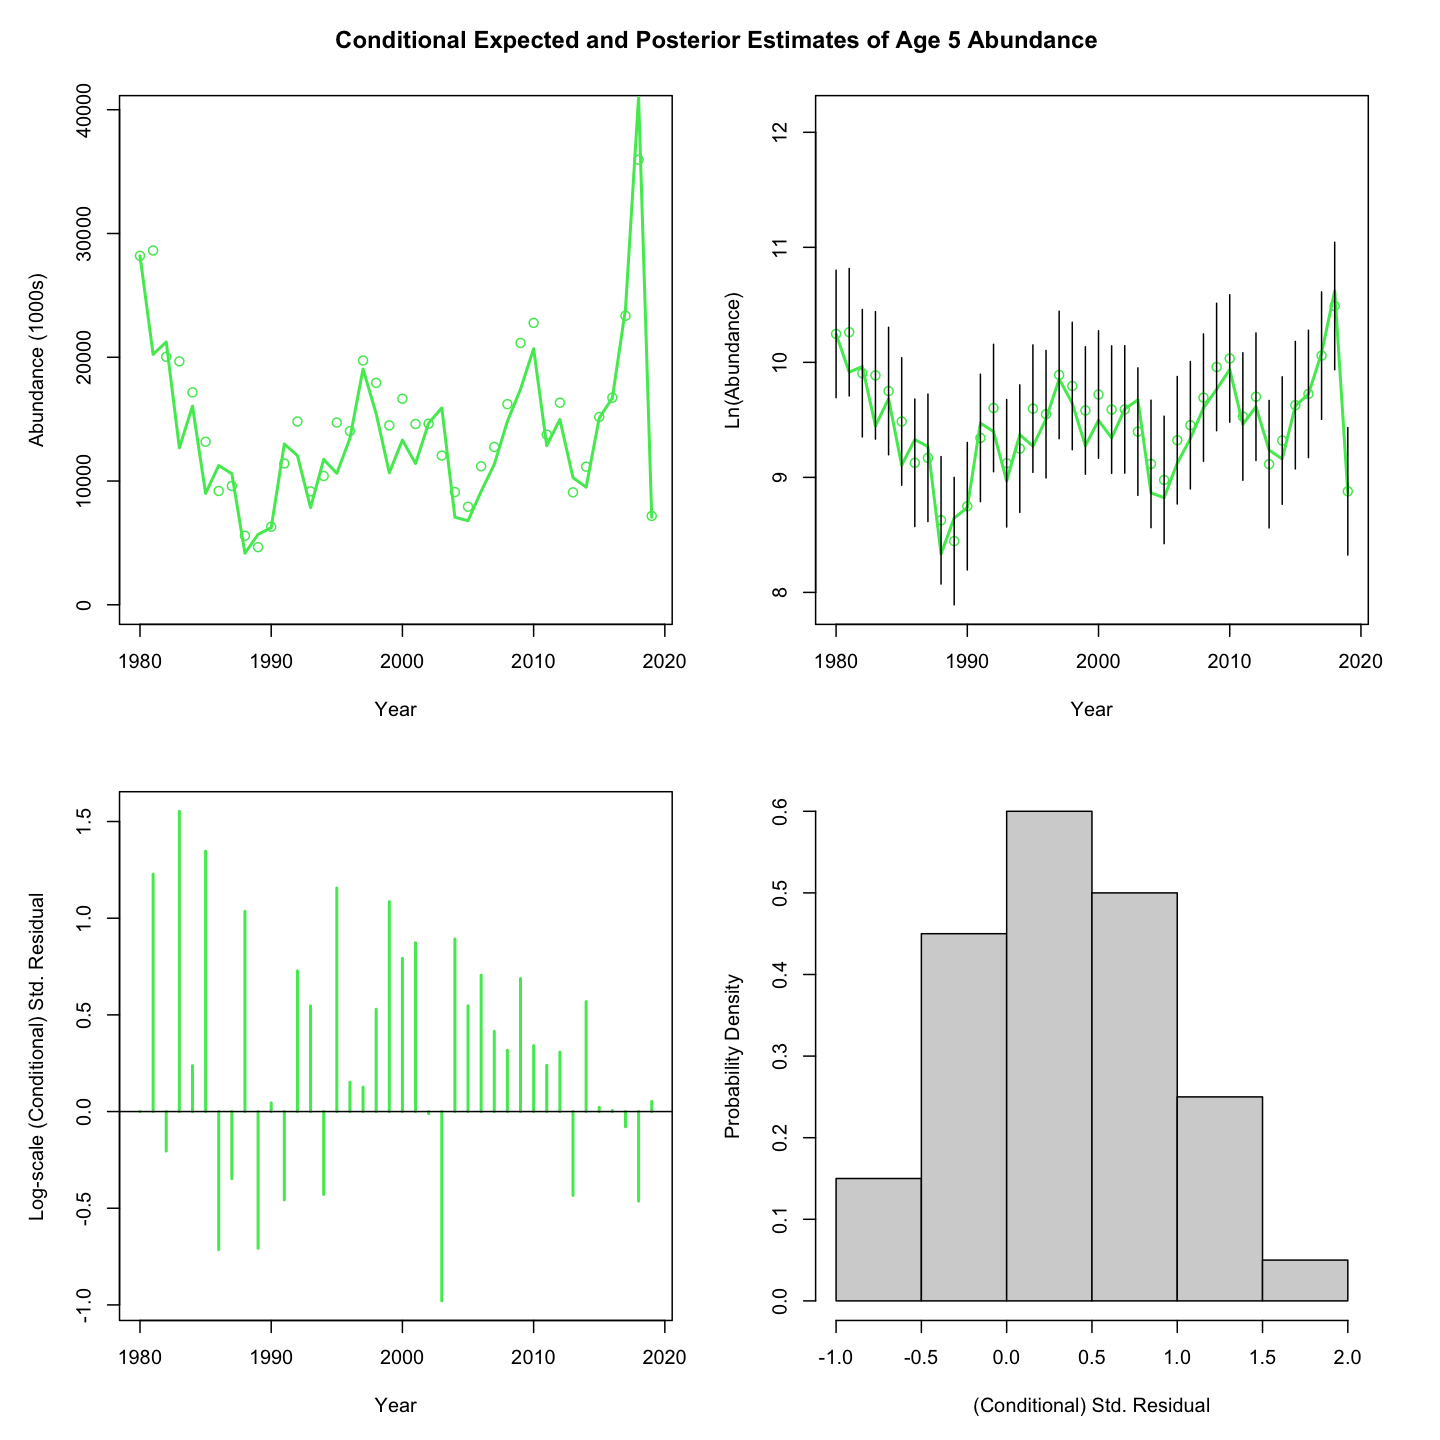 Conditional Expected and Posterior Estimates of Age 5 Abundance
Abundance (1000s)
40000
30000
20000
10000
0
1980 1990 2000 2010 2020
Year
Ln(Abundance)
12
11
10
9
8
1980 1990 2000 2010 2020
Year
Log-scale (Conditional) Std. Residual
1.5
1.0
0.5
0.0
-0.5
-1.0
1980 1990 2000 2010 2020
Year
Probability Density
0.6
0.5
0.4
0.3
0.2
0.1
0.0
-1.0 -0.5 0.0 0.5 1.0 1.5 2.0
(Conditional) Std. Residual